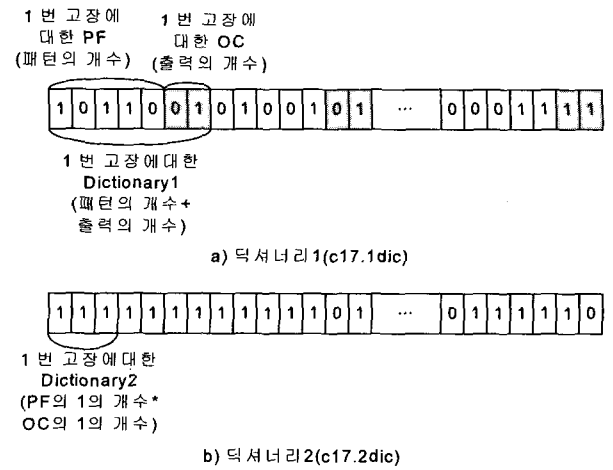 1 번 고장에 대한 PF (패턴의 개수)
1 번 고장에 대한 OC (출력의 개수)
1 0 1 1 0 0 1 0 1 0 0 1 0 1 ... 0 0 0 1 1 1 1
1 번 고장에대한 Dictionary1 (패턴의 개수+ 출력의 개수)
a) 딕셔너리1(c17.1dic)
1 1 1 1 1 1 1 1 1 1 1 1 0 1 ... 0 1 1 1 1 1 0
1 번 고장에대한 Dictionary2 (PF의 1의 개수* OC의 1의 개수)
b) 딕셔너리2(c17.2dic)